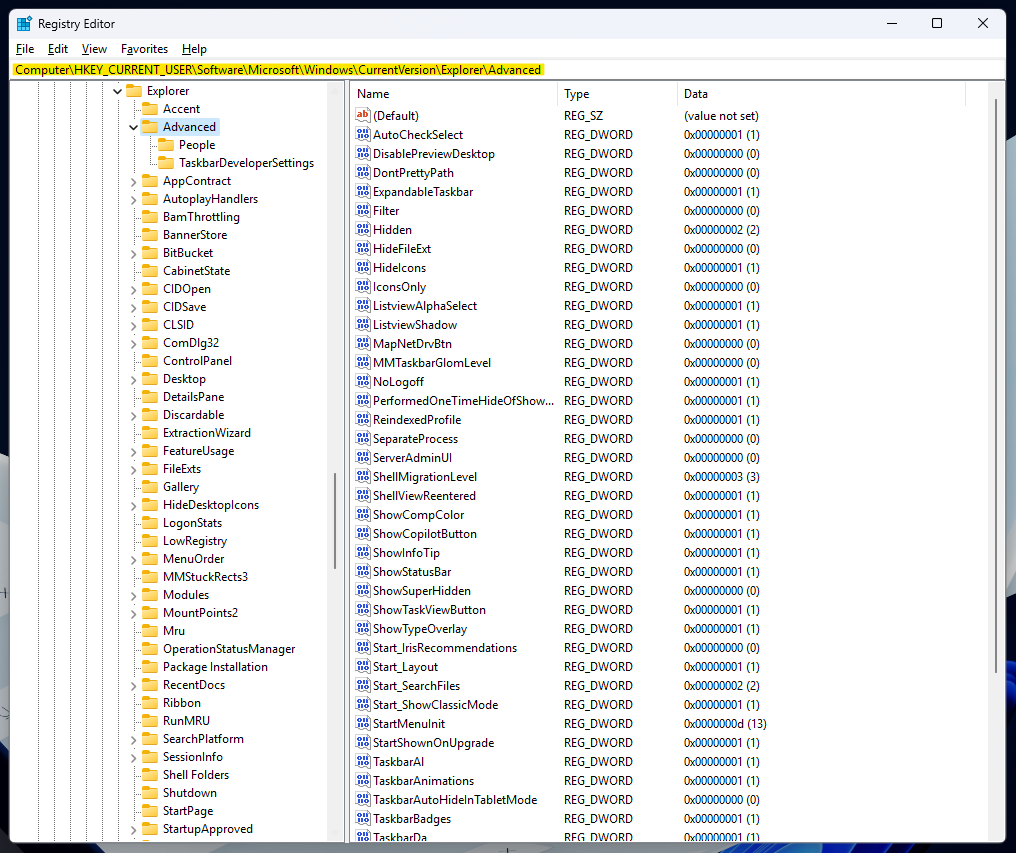 Registry Editor
File Edit View Favorites Help
Computer\HKEY_CURRENT_USER\Software\Microsoft\Windows\CurrentVersion\Explorer\Advanced
Explorer
Accent
Advanced
People
TaskbarDeveloperSettings
AppContract
AutoplayHandlers
BamThrottling
BannerStore
BitBucket
CabinetState
CIDOpen
CIDSave
CLSID
ComDlg32
ControlPanel
Desktop
DetailsPane
Discardable
ExtractionWizard
FeatureUsage
FileExts
Gallery
HideDesktopIcons
LogonStats
LowRegistry
MenuOrder
MMStuckRects3
Modules
MountPoints2
Mru
OperationStatusManager
Package Installation
RecentDocs
Ribbon
RunMRU
SearchPlatform
SessionInfo
Shell Folders
Shutdown
StartPage
StartupApproved
Name Type Data
(Default) REG_SZ (value not set)
AutoCheckSelect REG_DWORD 0x00000001 (1)
DisablePreviewDesktop REG_DWORD 0x00000000 (0)
DontPrettyPath REG_DWORD 0x00000000 (0)
ExpandableTaskbar REG_DWORD 0x00000001 (1)
Filter REG_DWORD 0x00000000 (0)
Hidden REG_DWORD 0x00000002 (2)
HideFileExt REG_DWORD 0x00000000 (0)
HideIcons REG_DWORD 0x00000001 (1)
IconsOnly REG_DWORD 0x00000000 (0)
ListviewAlphaSelect REG_DWORD 0x00000001 (1)
ListviewShadow REG_DWORD 0x00000001 (1)
MapNetDrvBtn REG_DWORD 0x00000000 (0)
MMTaskbarGlomLevel REG_DWORD 0x00000000 (0)
NoLogoff REG_DWORD 0x00000001 (1)
PerformedOneTimeHideOfShow... REG_DWORD 0x00000001 (1)
ReindexedProfile REG_DWORD 0x00000001 (1)
SeparateProcess REG_DWORD 0x00000000 (0)
ServerAdminUI REG_DWORD 0x00000000 (0)
ShellMigrationLevel REG_DWORD 0x00000003 (3)
ShellViewReentered REG_DWORD 0x00000001 (1)
ShowCompColor REG_DWORD 0x00000001 (1)
ShowCopilotButton REG_DWORD 0x00000001 (1)
ShowInfoTip REG_DWORD 0x00000001 (1)
ShowStatusBar REG_DWORD 0x00000001 (1)
ShowSuperHidden REG_DWORD 0x00000000 (0)
ShowTaskViewButton REG_DWORD 0x00000001 (1)
ShowTypeOverlay REG_DWORD 0x00000001 (1)
Start_IrisRecommendations REG_DWORD 0x00000000 (0)
Start_Layout REG_DWORD 0x00000001 (1)
Start_SearchFiles REG_DWORD 0x00000002 (2)
Start_ShowClassicMode REG_DWORD 0x00000001 (1)
StartMenuInit REG_DWORD 0x0000000d (13)
StartShownOnUpgrade REG_DWORD 0x00000001 (1)
TaskbarAl REG_DWORD 0x00000001 (1)
TaskbarAnimations REG_DWORD 0x00000001 (1)
TaskbarAutoHideInTabletMode REG_DWORD 0x00000000 (0)
TaskbarBadges REG_DWORD 0x00000001 (1)
TaskbarDa REG_DWORD 0x00000001 (1)